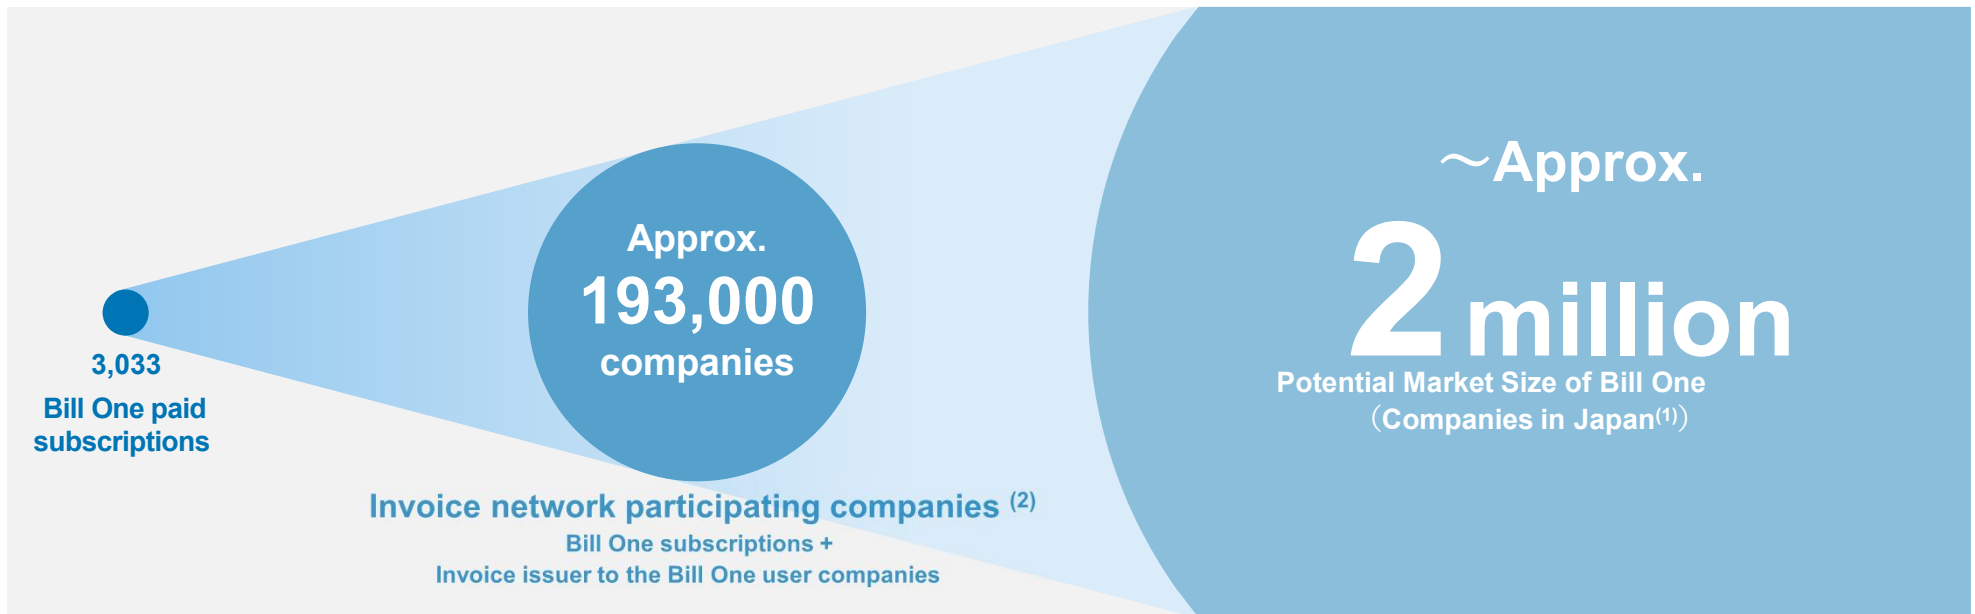 3,033
Bill One paid
subscriptions
Approx.
193,000
companies
Invoice network participating companies (2)
Bill One subscriptions +
Invoice issuer to the Bill One user companies
～Approx.
2 million
Potential Market Size of Bill One
（Companies in Japan(1)）